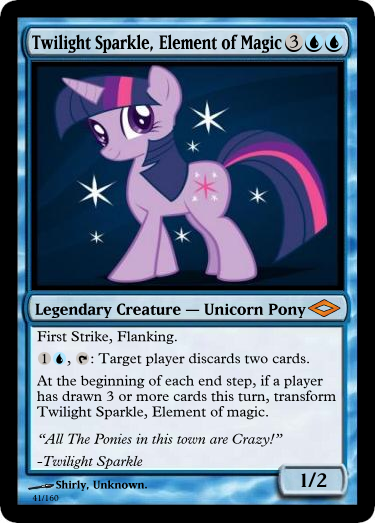 Twilight Sparkle, Element of Magic 3
Legendary Creature — Unicorn Pony
First Strike, Flanking.
1, : Target player discards two cards.
At the beginning of each end step, if a player
has drawn 3 or more cards this turn, transform
Twilight Sparkle, Element of magic.
“All The Ponies in this town are Crazy!”
-Twilight Sparkle
1/2
Shirly, Unknown.
41/160